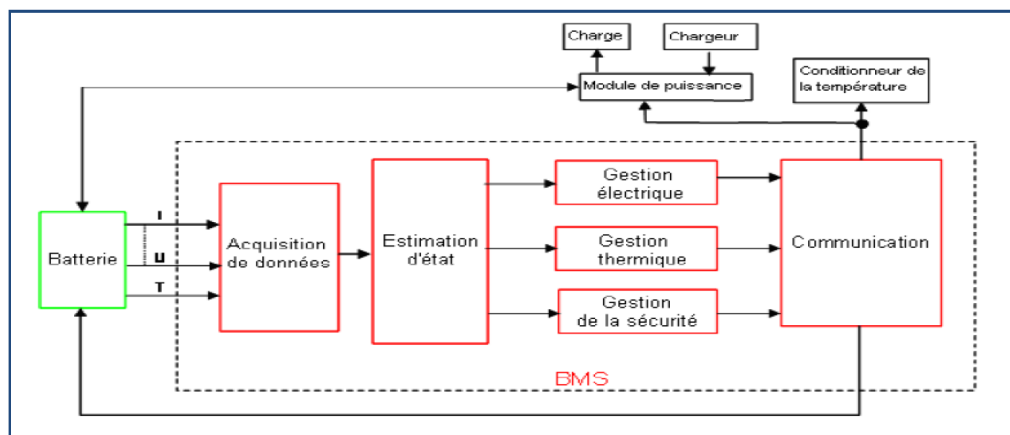 Charge
Chargeur
Module de puissance
Conditionneur de
la température
Batterie
I
U
T
Acquisition
de données
Estimation
d'état
Gestion
électrique
Gestion
thermique
Gestion
de la sécurité
Communication
BMS